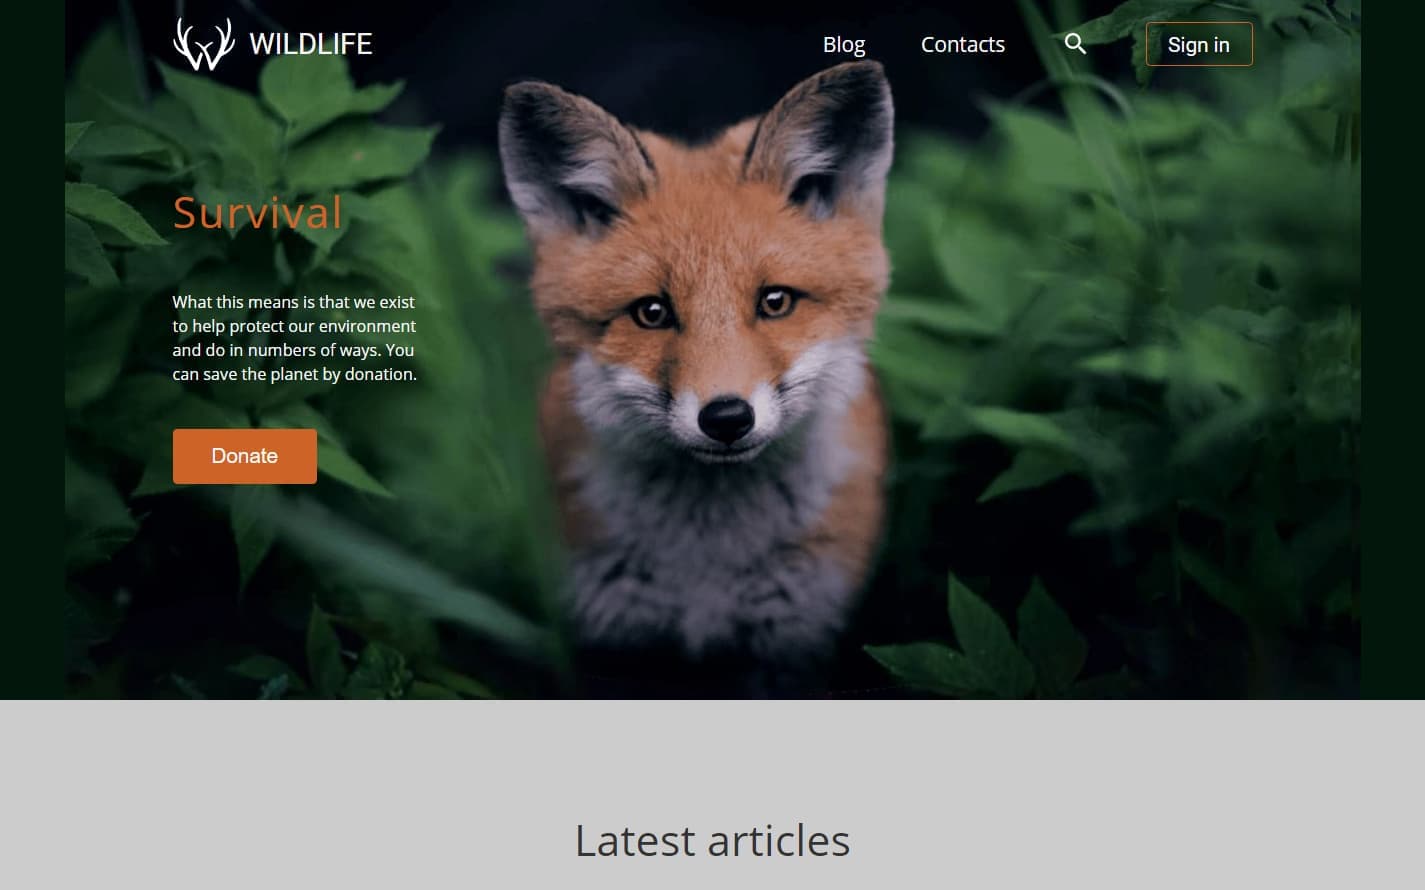 WILDLIFE
Blog
Contacts
Sign in
Survival
What this means is that we exist
to help protect our environment
and do in numbers of ways. You
can save the planet by donation.
Donate
Latest articles